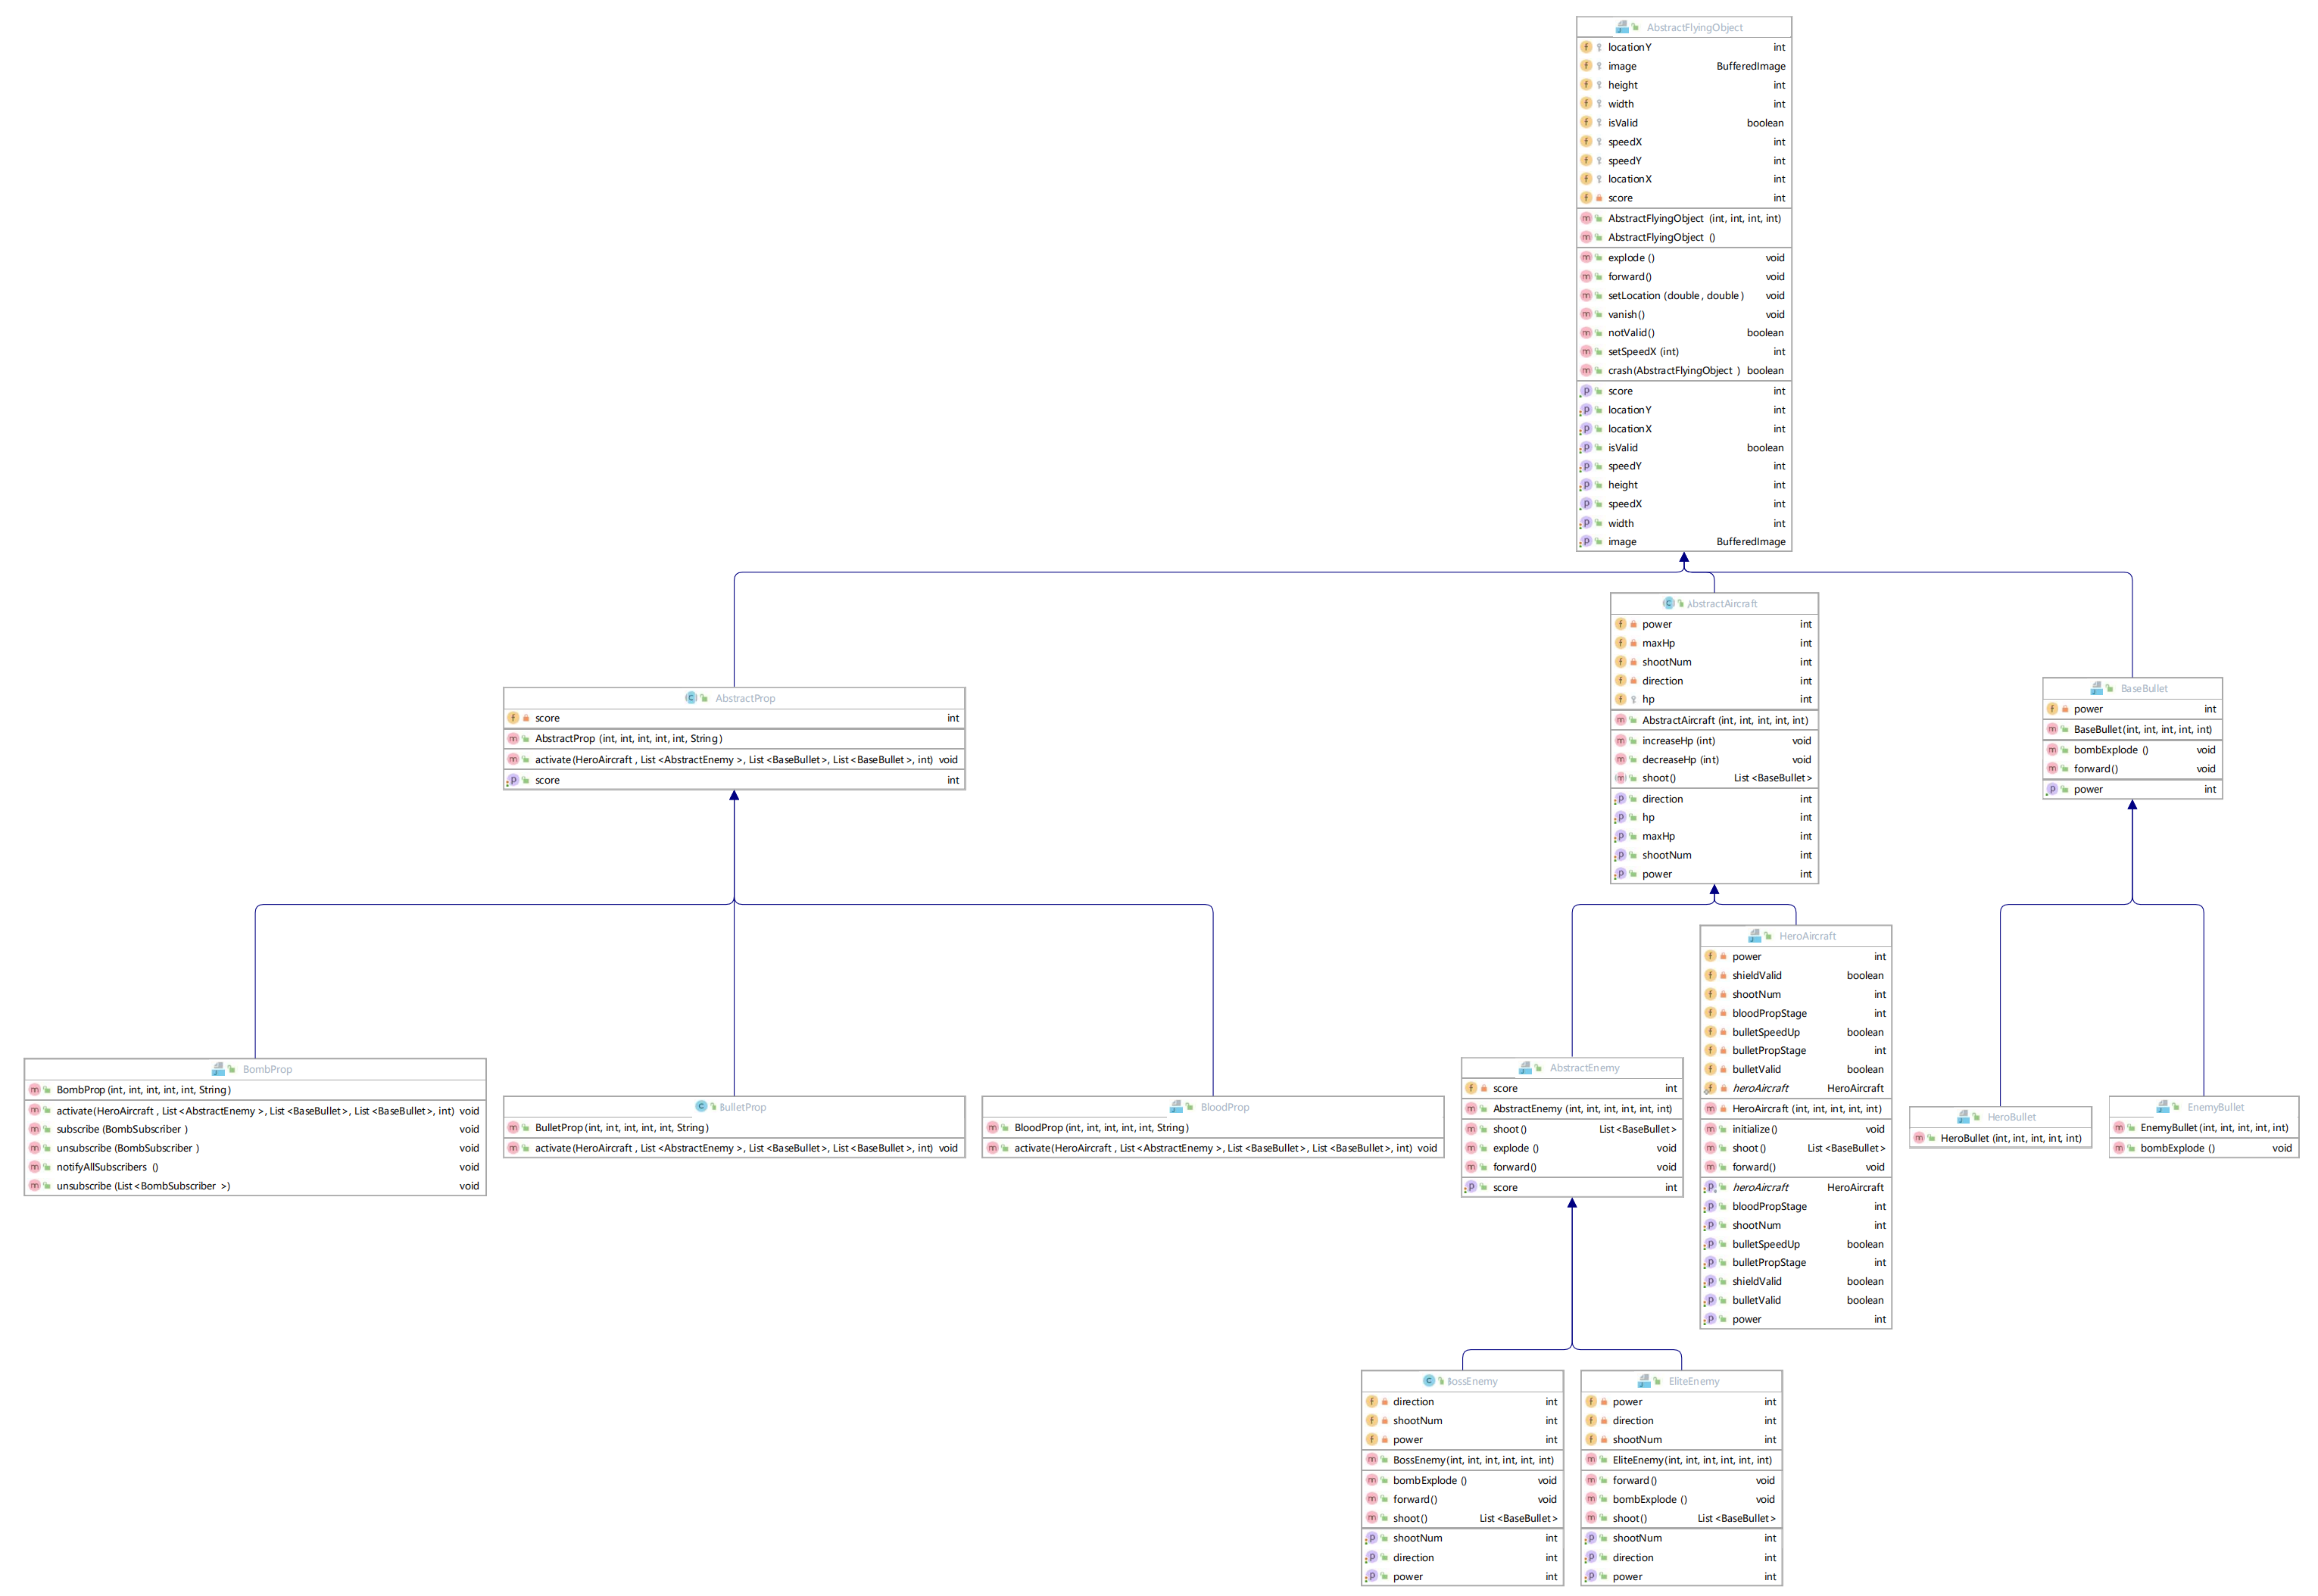 AbstractFlyingObject
locationY int
image BufferedImage
height int
width int
isValid boolean
speedX int
speedY int
locationX int
score int
AbstractFlyingObject (int, int, int, int)
AbstractFlyingObject ()
explode () void
forward() void
setLocation (double, double) void
vanish() void
notValid() boolean
setSpeedX (int) int
crash(AbstractFlyingObject ) boolean
score int
locationY int
locationX int
isValid boolean
speedY int
height int
speedX int
width int
image BufferedImage
AbstractProp
score int
AbstractProp (int, int, int, int, int, String)
activate(HeroAircraft , List <AbstractEnemy >, List <BaseBullet>, List <BaseBullet>, int) void
score int
AbstractAircraft
power int
maxHp int
shootNum int
direction int
hp int
AbstractAircraft (int, int, int, int, int)
increaseHp (int) void
decreaseHp (int) void
shoot() List <BaseBullet>
direction int
hp int
maxHp int
shootNum int
power int
BaseBullet
power int
BaseBullet(int, int, int, int, int)
bombExplode () void
forward() void
power int
BombProp
BombProp (int, int, int, int, int, String)
activate(HeroAircraft , List <AbstractEnemy >, List <BaseBullet>, List <BaseBullet>, int) void
subscribe (BombSubscriber ) void
unsubscribe (BombSubscriber ) void
notifyAllSubscribers () void
unsubscribe (List <BombSubscriber >) void
BulletProp
BulletProp (int, int, int, int, int, String)
activate(HeroAircraft , List <AbstractEnemy >, List <BaseBullet>, List <BaseBullet>, int) void
BloodProp
BloodProp (int, int, int, int, int, String)
activate(HeroAircraft , List <AbstractEnemy >, List <BaseBullet>, List <BaseBullet>, int) void
AbstractEnemy
score int
AbstractEnemy (int, int, int, int, int, int)
shoot() List <BaseBullet>
explode () void
forward() void
score int
HeroAircraft
power int
shieldValid boolean
shootNum int
bloodPropStage int
bulletSpeedUp boolean
bulletPropStage int
bulletValid boolean
heroAircraft HeroAircraft
HeroAircraft (int, int, int, int, int)
initialize() void
shoot() List <BaseBullet>
forward() void
heroAircraft HeroAircraft
bloodPropStage int
shootNum int
bulletSpeedUp boolean
bulletPropStage int
shieldValid boolean
bulletValid boolean
power int
HeroBullet
HeroBullet (int, int, int, int, int)
EnemyBullet
EnemyBullet (int, int, int, int, int)
bombExplode () void
BossEnemy
direction int
shootNum int
power int
BossEnemy(int, int, int, int, int, int)
bombExplode () void
forward() void
shoot() List <BaseBullet>
shootNum int
direction int
power int
EliteEnemy
power int
direction int
shootNum int
EliteEnemy(int, int, int, int, int, int)
forward() void
bombExplode () void
shoot() List <BaseBullet>
shootNum int
direction int
power int